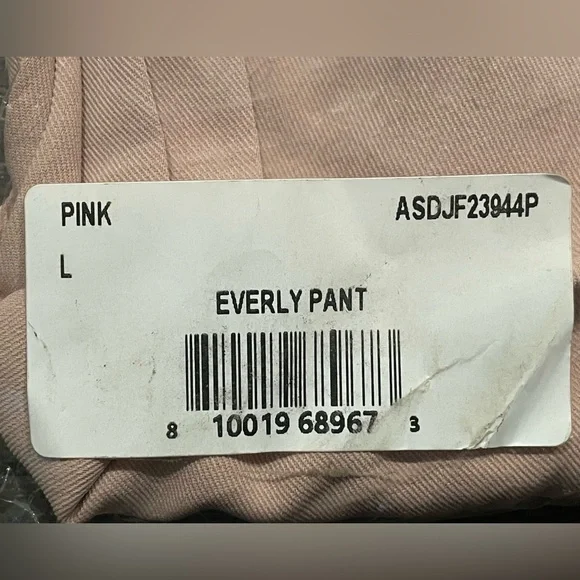 PINK ASDJF23944P
L
EVERLY PANT
8 10019 68967 3